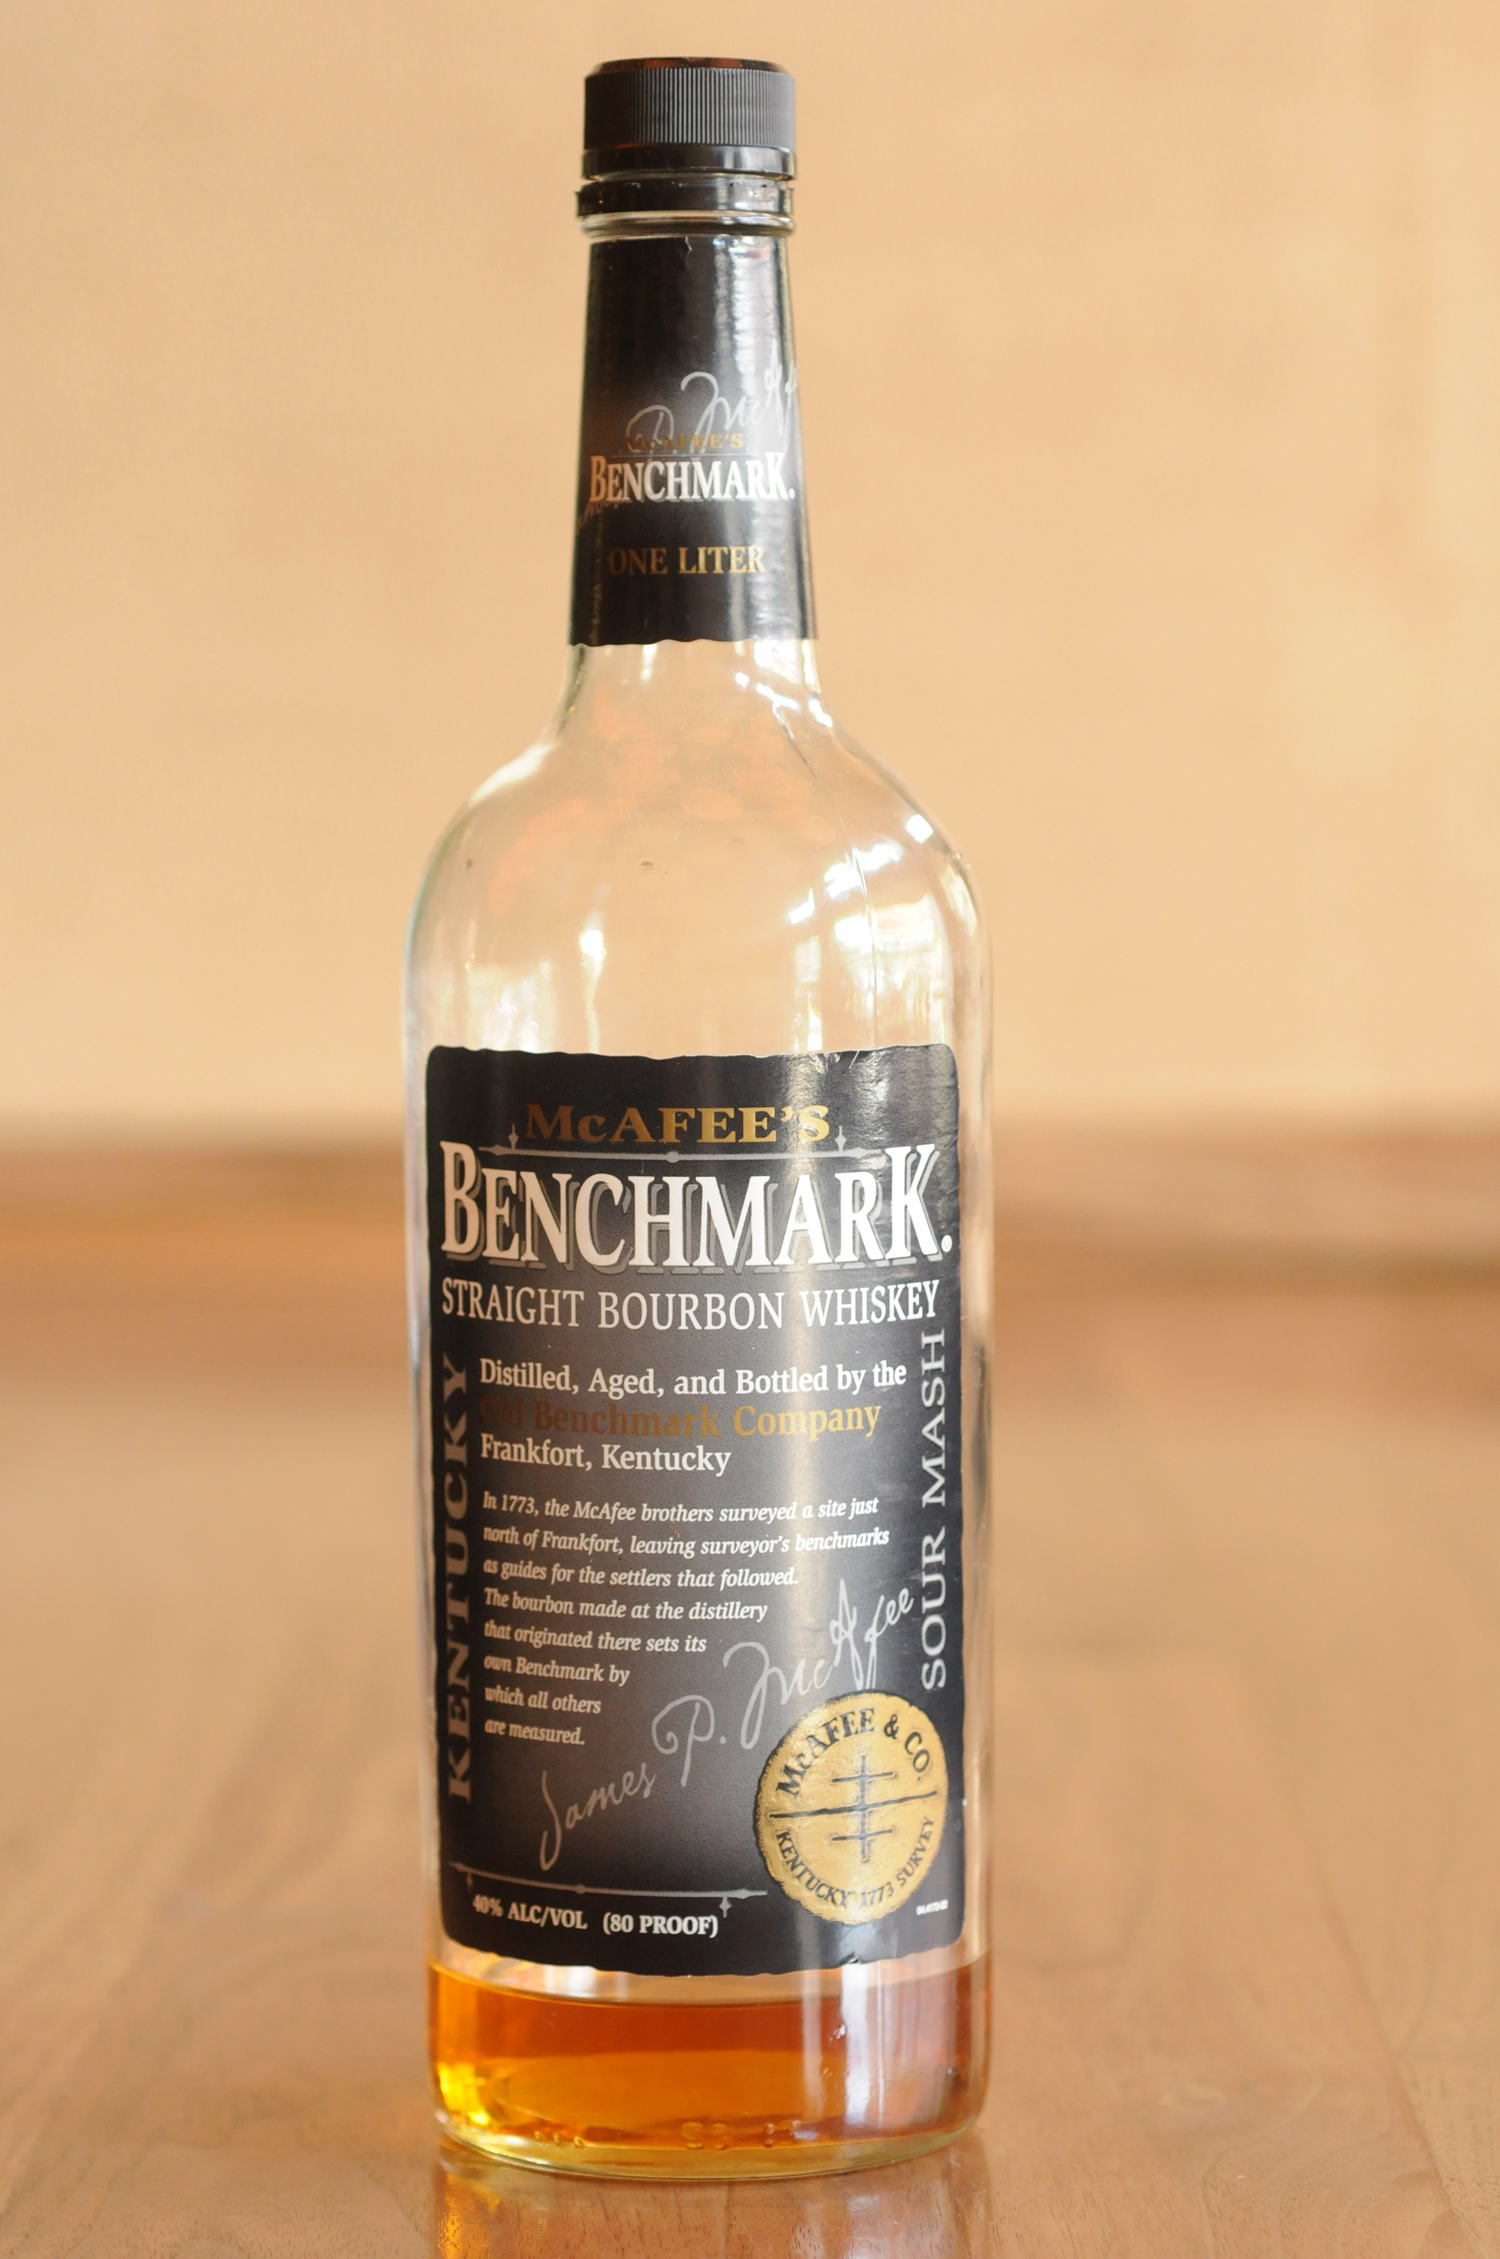 P. McAf
McAFEE'S
BENCHMARK.
ONE LITER
McAFEE'S
BENCHMARK.
STRAIGHT BOURBON WHISKEY
KENTUCKY
SOUR MASH
Distilled, Aged, and Bottled by the
Old Benchmark Company
Frankfort, Kentucky
In 1773, the McAfee brothers surveyed a site just
north of Frankfort, leaving surveyor's benchmarks
as guides for the settlers that followed.
The bourbon made at the distillery
that originated there sets its
own Benchmark by
which all others
are measured.
James P. McAffee
McAFEE & CO.
KENTUCKY 1773 SURVEY
40% ALC/VOL (80 PROOF)